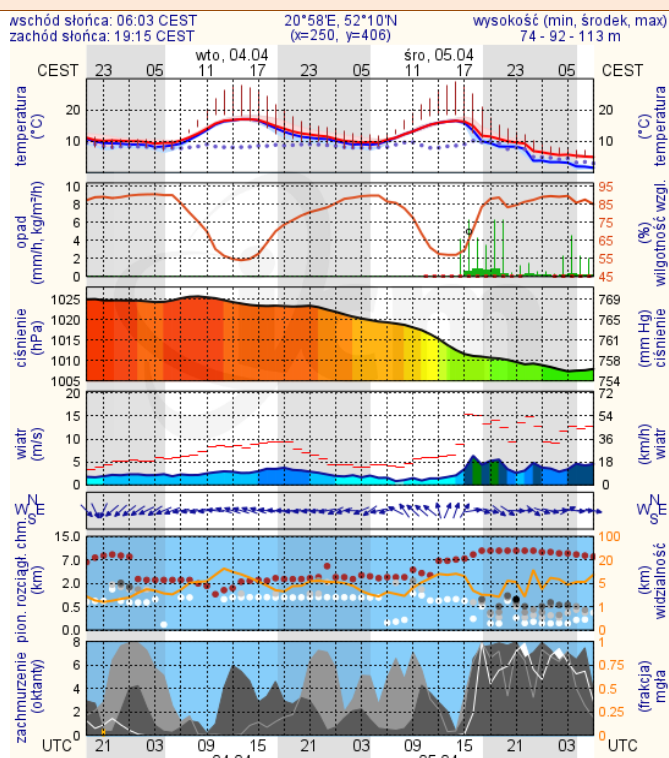 wschód słońca: 06:03 CEST 20°58'E, 52°10'N wysokość (min, środek, max)
zachód słońca: 19:15 CEST (x=250, y=406) 74 - 92 - 113 m
wto, 04.04 śro, 05.04
CEST 23 05 11 17 23 05 11 17 23 05 CEST
temperatura (°C) 20 10 20 10 temperatura (°C)
opad (mm/h, kg/m²/h) 10 8 6 4 2 0 95 85 75 65 55 45 (%) wilgotność wzgl.
ciśnienie (hPa) 1025 1020 1015 1010 1005 769 765 761 758 754 (mm Hg) ciśnienie
wiatr (m/s) 20 15 10 5 0 72 54 36 18 0 (km/h) wiatr
N W E S N W E S
pion. rozciągł. chm. (km) 15.0 7.0 2.0 0.5 0.0 100 20 5 1 0 (km) widzialność
zachmurzenie (oktanty) 8 6 4 2 0 1 0.75 0.5 0.25 0 (frakcja) mgła
UTC 21 03 09 15 21 03 09 15 21 03 UTC
04.04 05.04